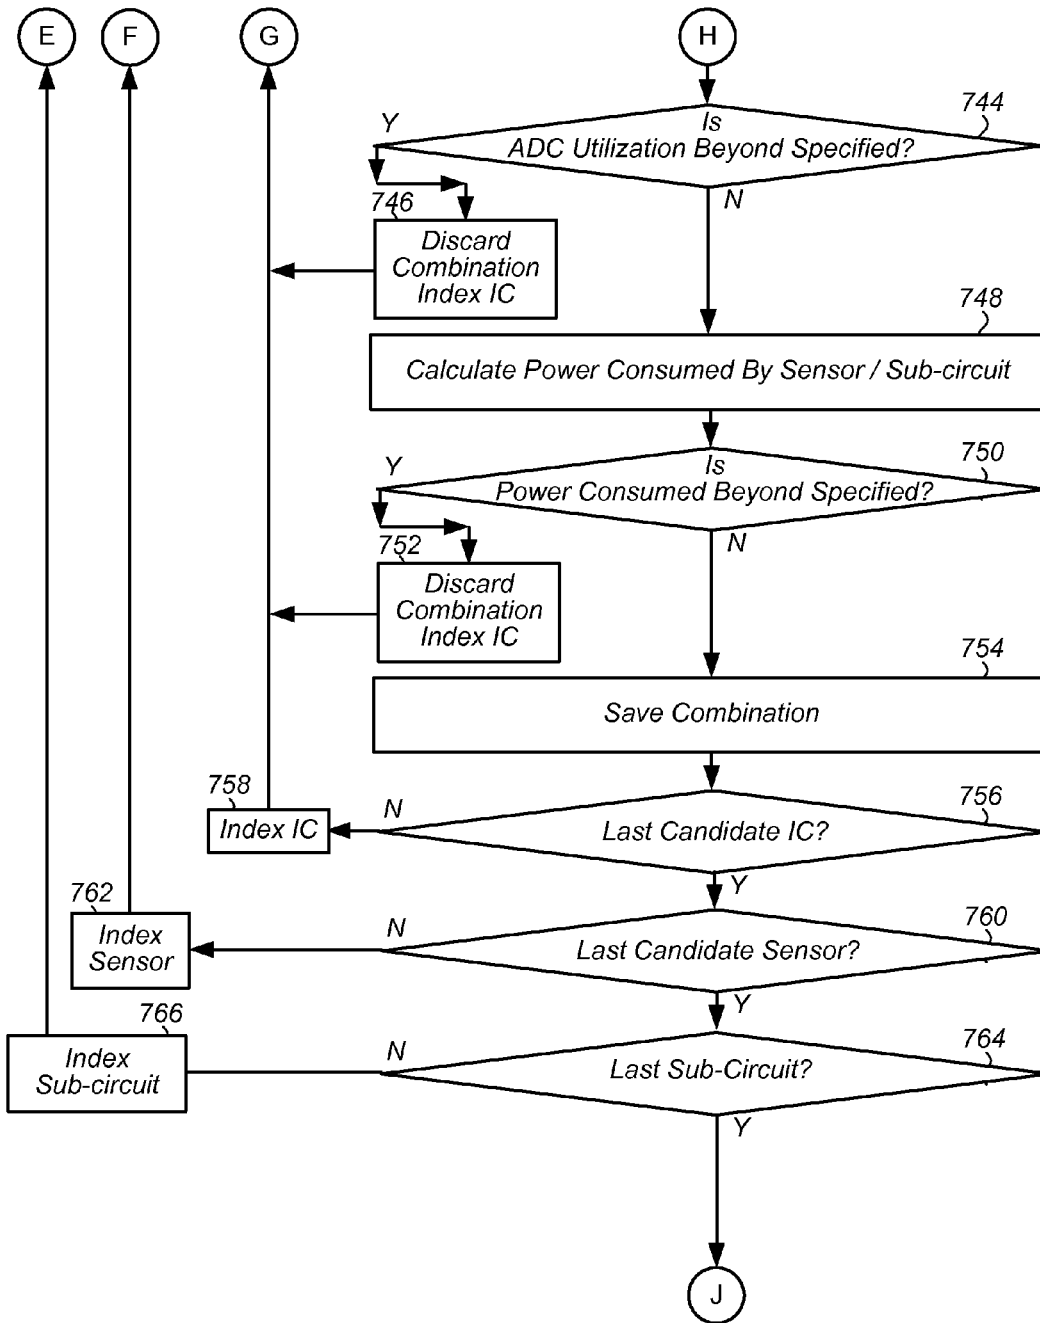 E
F
G
H
744
Y
Is
ADC Utilization Beyond Specified?
N
746
Discard
Combination
Index IC
748
Calculate Power Consumed By Sensor / Sub-circuit
750
Y
Is
Power Consumed Beyond Specified?
N
752
Discard
Combination
Index IC
754
Save Combination
758
Index IC
N
756
Last Candidate IC?
Y
762
Index
Sensor
N
760
Last Candidate Sensor?
Y
766
Index
Sub-circuit
N
764
Last Sub-Circuit?
Y
J